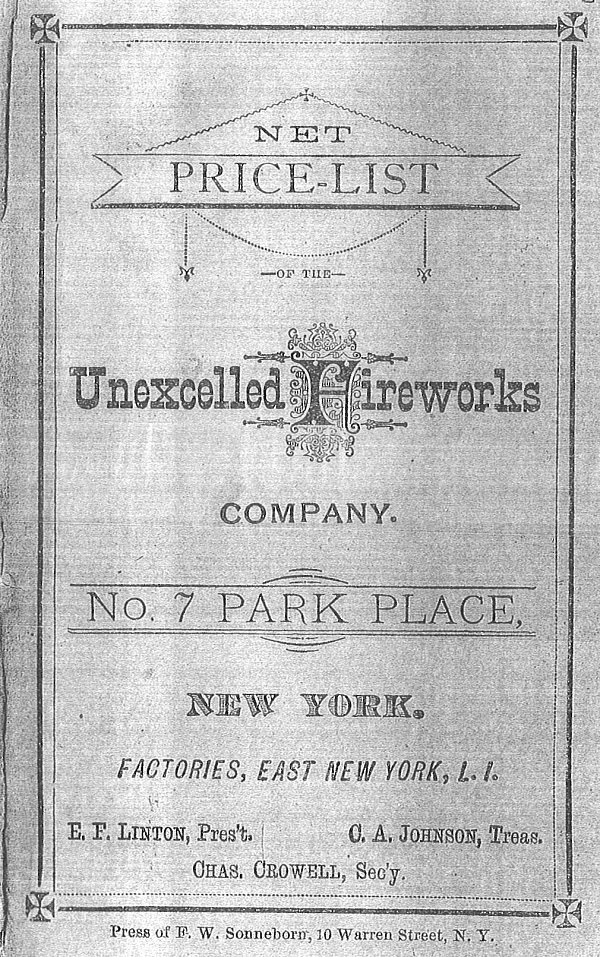 NET
PRICE-LIST
—OF THE—
Unexcelled Fireworks
COMPANY.
No. 7 PARK PLACE,
NEW YORK.
FACTORIES, EAST NEW YORK, L. I.
E. F. LINTON, Pres't. C. A. JOHNSON, Treas.
CHAS. CROWELL, Sec'y.
Press of F. W. Sonneborn, 10 Warren Street, N. Y.